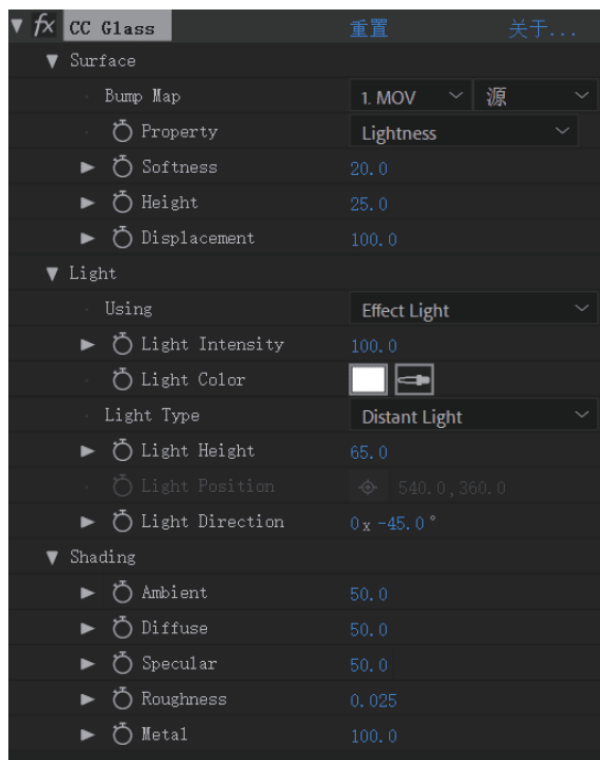 fx CC Glass 重置 关于...
Surface
Bump Map 1. MOV 源
Property Lightness
Softness 20.0
Height 25.0
Displacement 100.0
Light
Using Effect Light
Light Intensity 100.0
Light Color
Light Type Distant Light
Light Height 65.0
Light Position 540.0,360.0
Light Direction 0x-45.0°
Shading
Ambient 50.0
Diffuse 50.0
Specular 50.0
Roughness 0.025
Metal 100.0